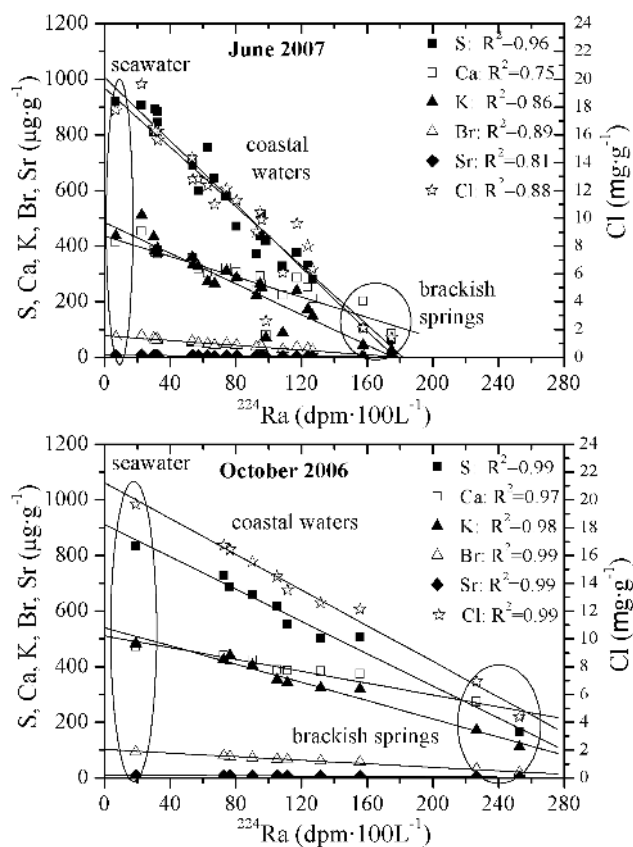 June 2007
seawater
coastal waters
brackish springs
S R²=0.96
Ca: R²=0.75
K: R²=0.86
Br: R²=0.89
Sr: R²=0.81
Cl R²=0.88
S, Ca, K, Br, Sr (µg·g⁻¹)
1200
1000
800
600
400
200
0
Cl (mg·g⁻¹)
24
22
20
18
16
14
12
10
8
6
4
2
0
0 40 80 120 160 200 240 280
²²⁴Ra (dpm·100L⁻¹)
October 2006
seawater
coastal waters
brackish springs
S R²=0.99
Ca: R²=0.97
K: R²=0.98
Br: R²=0.99
Sr: R²=0.99
Cl: R²=0.99
S, Ca, K, Br, Sr (µg·g⁻¹)
1200
1000
800
600
400
200
0
Cl (mg·g⁻¹)
24
22
20
18
16
14
12
10
8
6
4
2
0
0 40 80 120 160 200 240 280
²²⁴Ra (dpm·100L⁻¹)